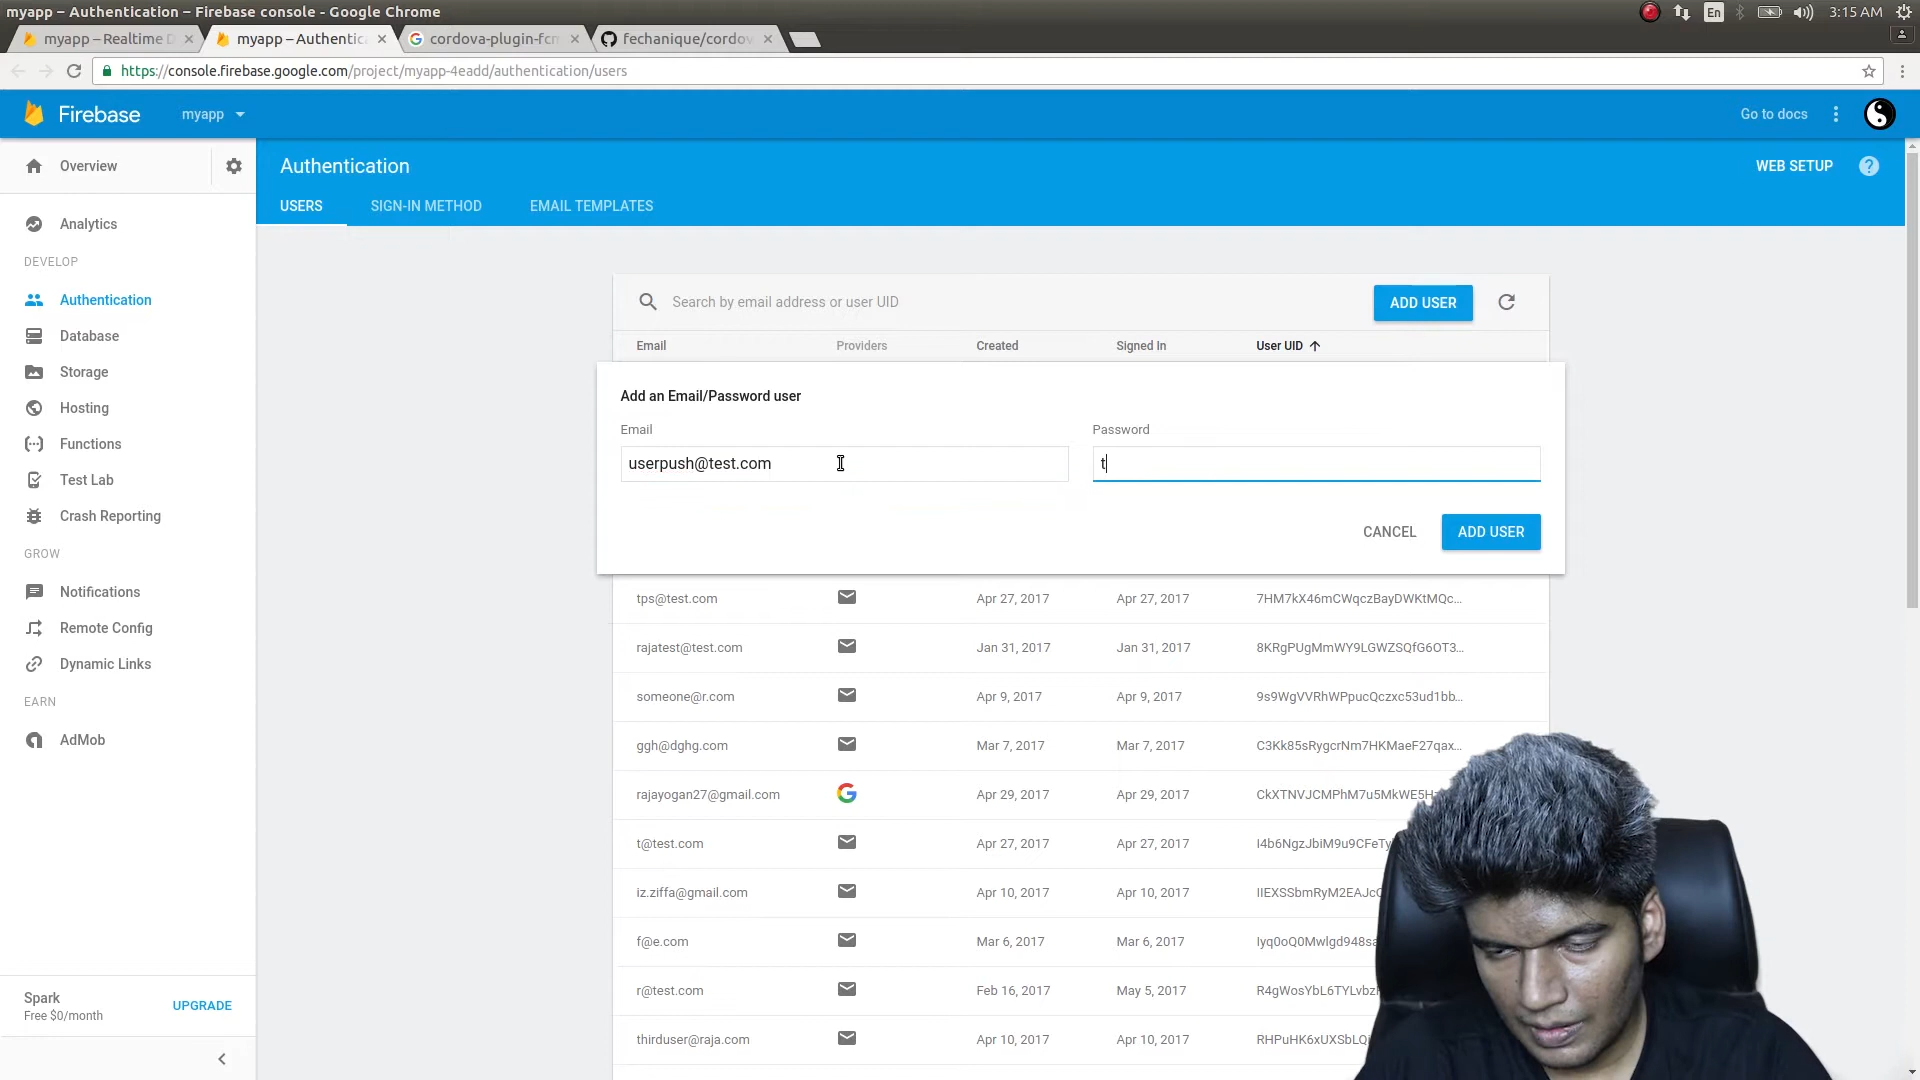 myapp – Authentication – Firebase console - Google Chrome
En
3:15 AM
myapp – Realtime D
myapp – Authentic
cordova-plugin-fcm
fechanique/cordov
https://console.firebase.google.com/project/myapp-4eadd/authentication/users
Firebase
myapp
Go to docs
Overview
Authentication
WEB SETUP
?
USERS
SIGN-IN METHOD
EMAIL TEMPLATES
Analytics
DEVELOP
Authentication
Database
Storage
Hosting
Functions
Test Lab
Crash Reporting
GROW
Notifications
Remote Config
Dynamic Links
EARN
AdMob
Spark
Free $0/month
UPGRADE
Search by email address or user UID
ADD USER
Email Providers Created Signed In User UID
Add an Email/Password user
Email
Password
userpush@test.com
t
CANCEL
ADD USER
tps@test.com Apr 27, 2017 Apr 27, 2017 7HM7kX46mCWqczBayDWKtMQc...
rajatest@test.com Jan 31, 2017 Jan 31, 2017 8KRgPUgMmWY9LGWZSQfG6OT3...
someone@r.com Apr 9, 2017 Apr 9, 2017 9s9WgVVRhWPpucQczxc53ud1bb...
ggh@dghg.com Mar 7, 2017 Mar 7, 2017 C3Kk85sRygcrNm7HKMaeF27qax...
rajayogan27@gmail.com Apr 29, 2017 Apr 29, 2017 CkXTNVJCMPhM7u5MkWE5H
t@test.com Apr 27, 2017 Apr 27, 2017 I4b6NgzJbiM9u9CFeTy
iz.ziffa@gmail.com Apr 10, 2017 Apr 10, 2017 IIEXSSbmRyM2EAJc
f@e.com Mar 6, 2017 Mar 6, 2017 Iyq0oQ0Mwlgd948sa
r@test.com Feb 16, 2017 May 5, 2017 R4gWosYbL6TYLvbz
thirduser@raja.com Apr 10, 2017 Apr 10, 2017 RHPuHK6xUXSbLQ